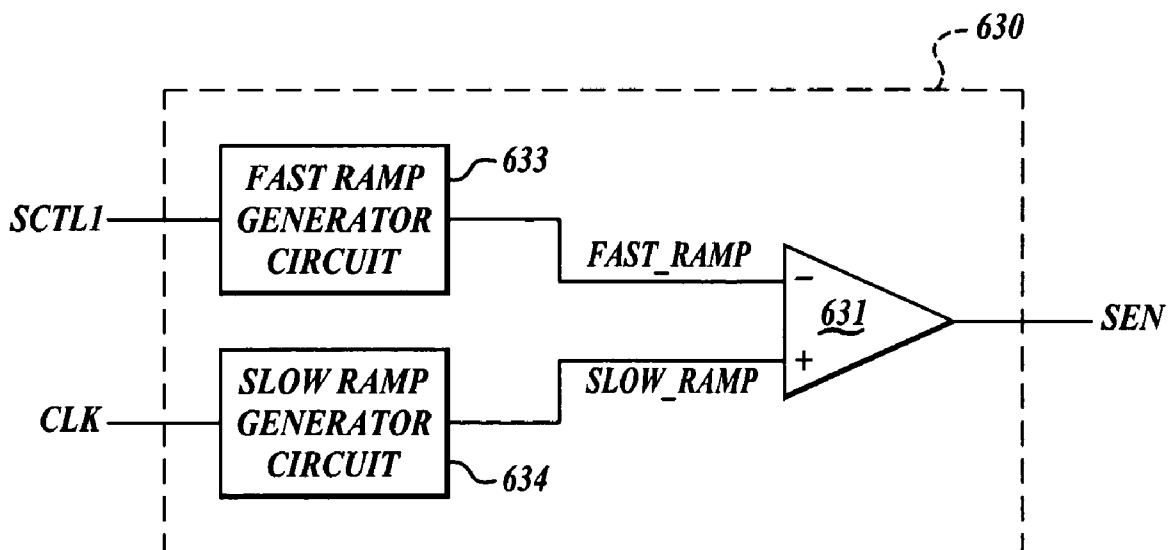 630
FAST RAMP
GENERATOR
CIRCUIT
633
SCTL1
FAST_RAMP
−
631
SEN
+
SLOW_RAMP
SLOW RAMP
GENERATOR
CIRCUIT
CLK
634